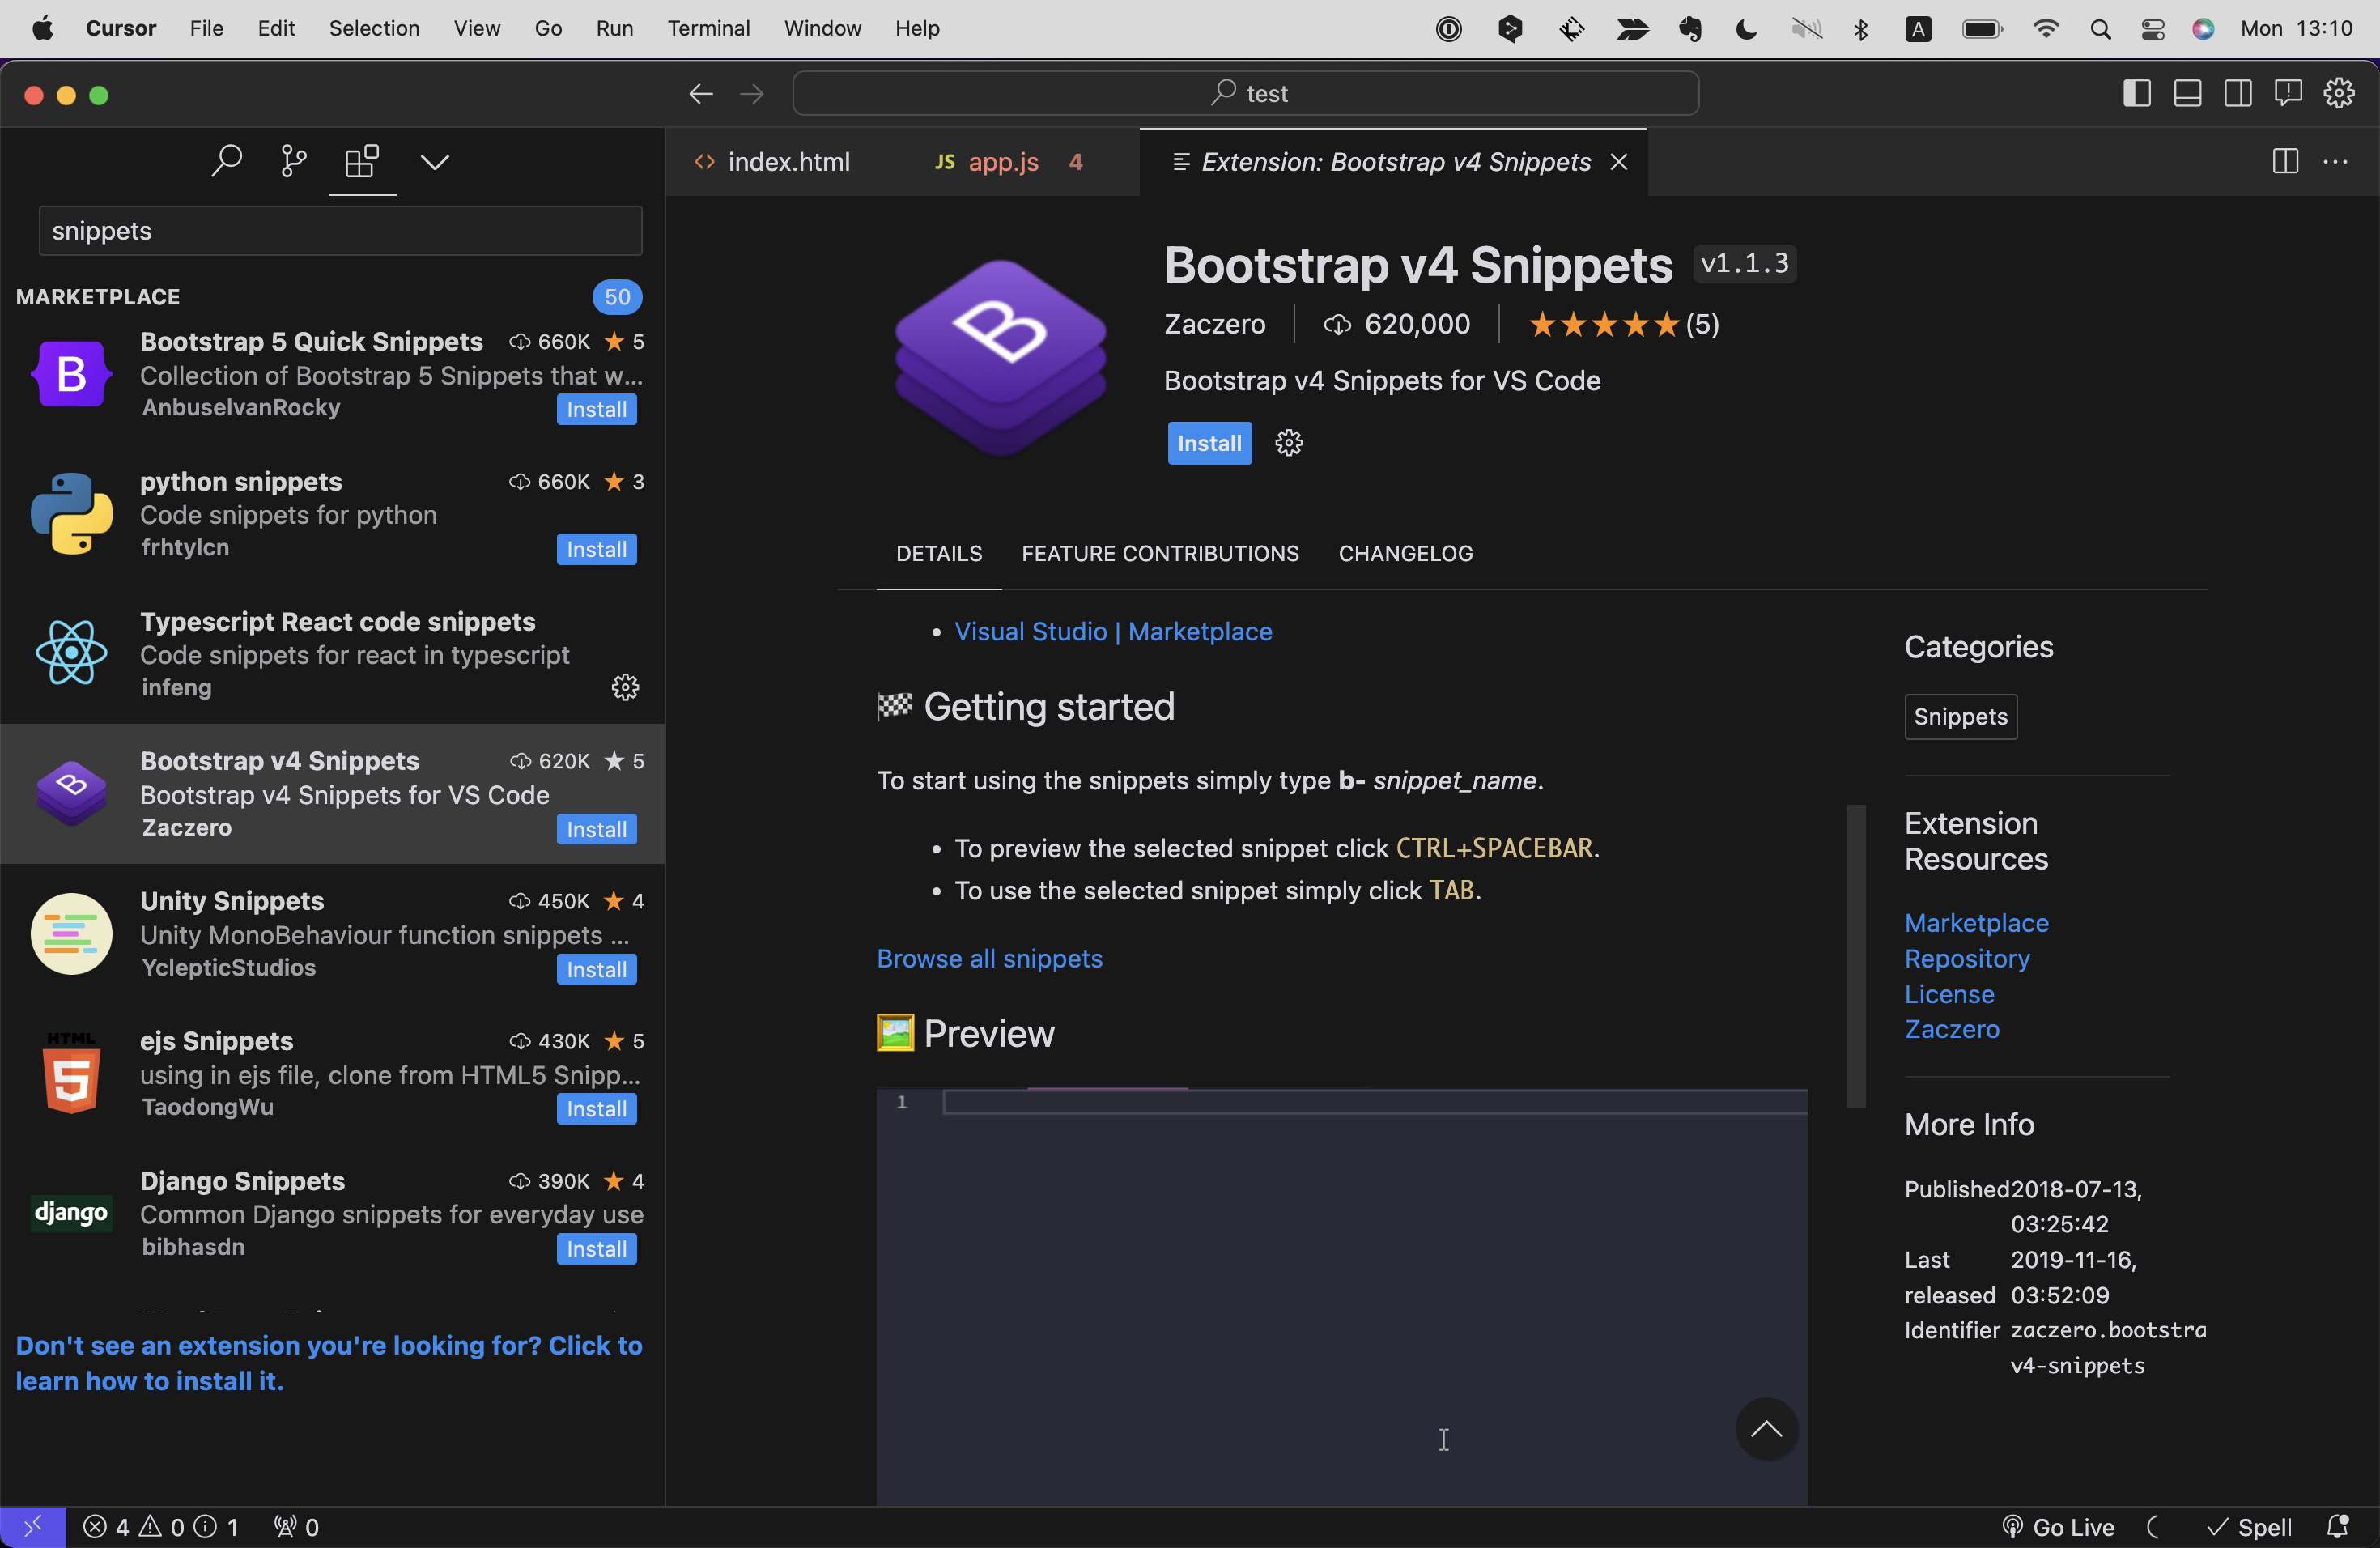 Cursor File Edit Selection View Go Run Terminal Window Help
A
Mon 13:10
test
index.html
JS app.js 4
Extension: Bootstrap v4 Snippets
snippets
MARKETPLACE 50
B
Bootstrap 5 Quick Snippets 660K 5
Collection of Bootstrap 5 Snippets that w...
AnbuselvanRocky Install
python snippets 660K 3
Code snippets for python
frhtylcn Install
Typescript React code snippets
Code snippets for react in typescript
infeng
B
Bootstrap v4 Snippets 620K 5
Bootstrap v4 Snippets for VS Code
Zaczero Install
Unity Snippets 450K 4
Unity MonoBehaviour function snippets ...
YclepticStudios Install
HTML
5
ejs Snippets 430K 5
using in ejs file, clone from HTML5 Snipp...
TaodongWu Install
django
Django Snippets 390K 4
Common Django snippets for everyday use
bibhasdn Install
Don't see an extension you're looking for? Click to
learn how to install it.
B
Bootstrap v4 Snippets v1.1.3
Zaczero 620,000 (5)
Bootstrap v4 Snippets for VS Code
Install
DETAILS FEATURE CONTRIBUTIONS CHANGELOG
• Visual Studio | Marketplace
Getting started
To start using the snippets simply type b- snippet_name.
• To preview the selected snippet click CTRL+SPACEBAR.
• To use the selected snippet simply click TAB.
Browse all snippets
Preview
1
Categories
Snippets
Extension
Resources
Marketplace
Repository
License
Zaczero
More Info
Published 2018-07-13,
03:25:42
Last 2019-11-16,
released 03:52:09
Identifier zaczero.bootstra
v4-snippets
4 0 1 0
Go Live Spell